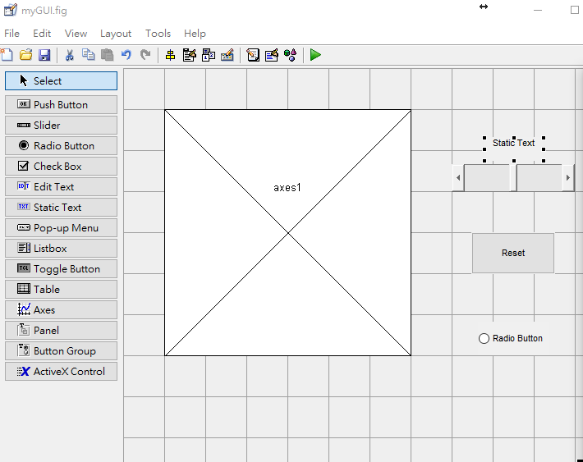 myGUI.fig
File Edit View Layout Tools Help
Select
Push Button
Slider
Radio Button
Check Box
Edit Text
Static Text
Pop-up Menu
Listbox
Toggle Button
Table
Axes
Panel
Button Group
ActiveX Control
axes1
Static Text
Reset
Radio Button